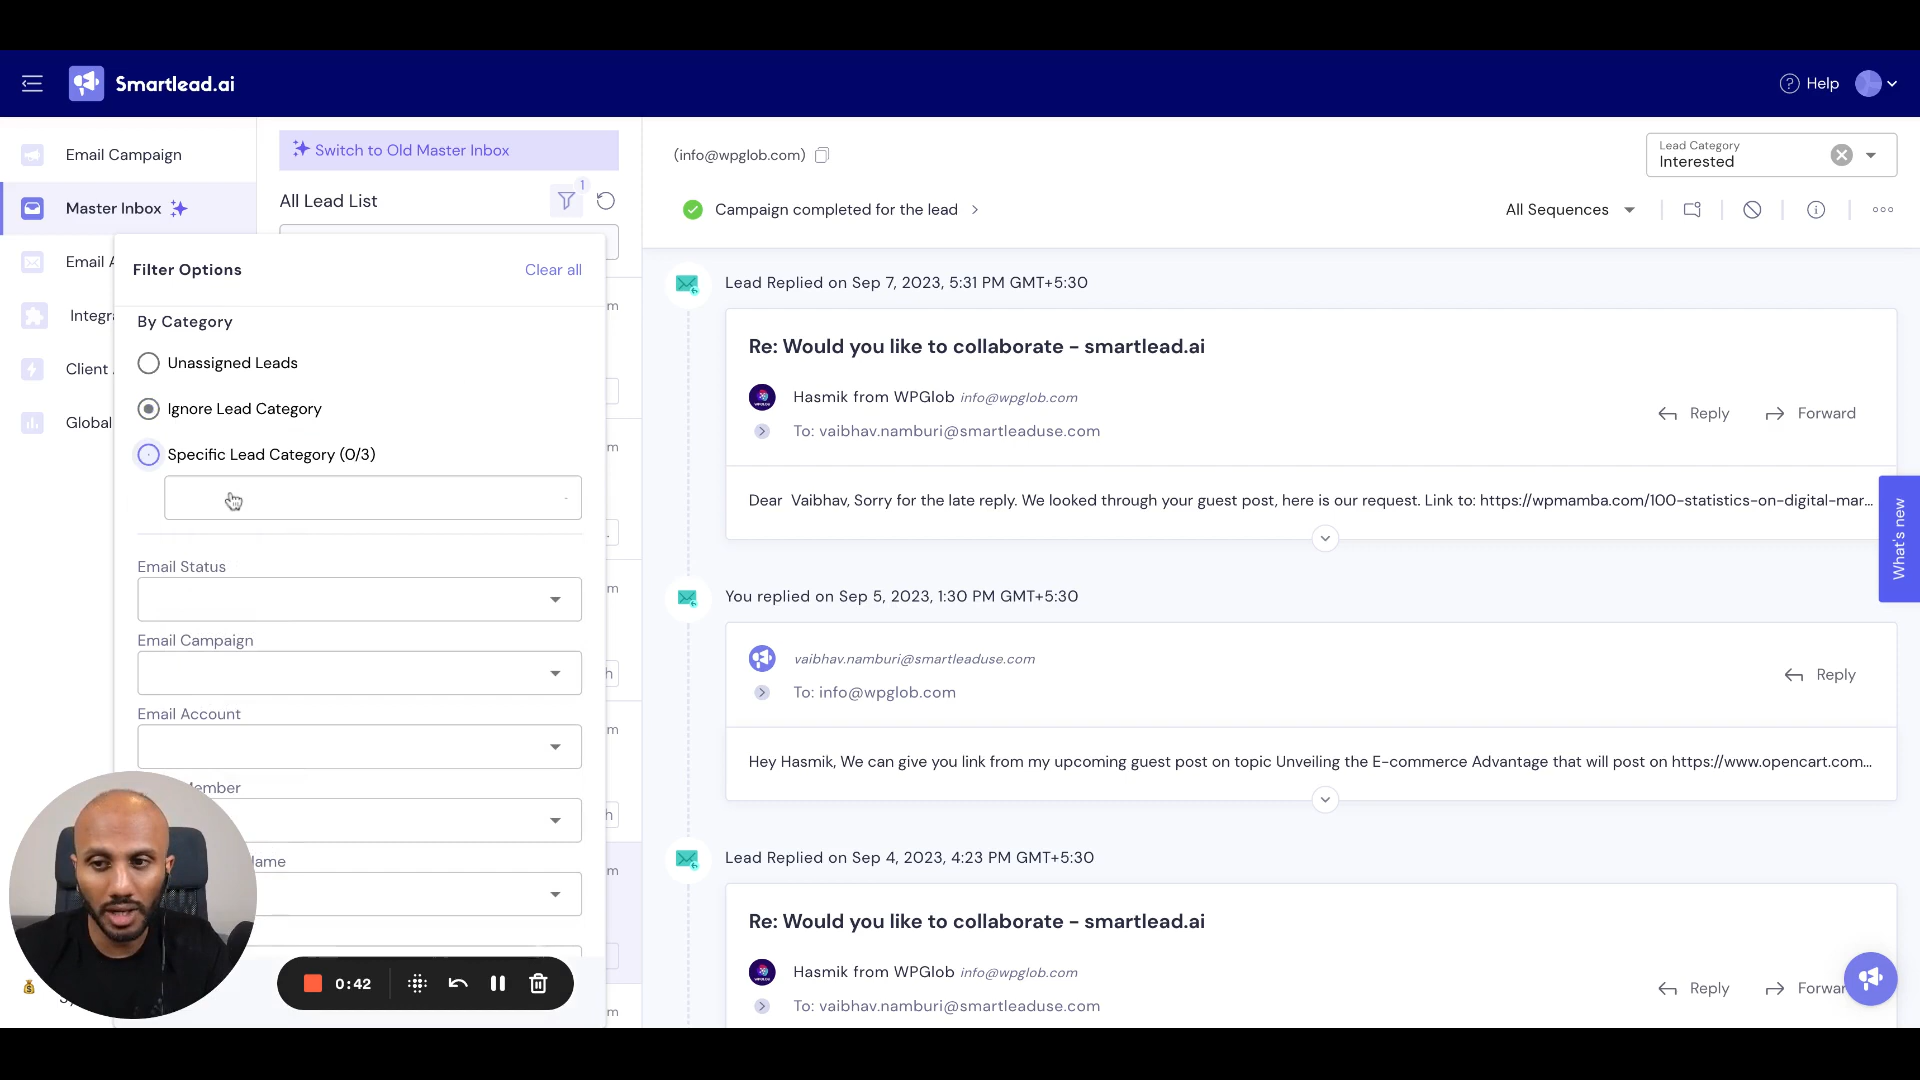 Smartlead.ai
Help
Email Campaign
Master Inbox
Email A
Integra
Client
Global
Switch to Old Master Inbox
All Lead List
1
Filter Options
Clear all
By Category
Unassigned Leads
Ignore Lead Category
Specific Lead Category (0/3)
Email Status
Email Campaign
Email Account
ember
ame
0:42
(info@wpglob.com)
Lead Category
Interested
Campaign completed for the lead
All Sequences
Lead Replied on Sep 7, 2023, 5:31 PM GMT+5:30
Re: Would you like to collaborate - smartlead.ai
Hasmik from WPGlob info@wpglob.com
To: vaibhav.namburi@smartleaduse.com
Reply
Forward
Dear Vaibhav, Sorry for the late reply. We looked through your guest post, here is our request. Link to: https://wpmamba.com/100-statistics-on-digital-mar...
What's new
You replied on Sep 5, 2023, 1:30 PM GMT+5:30
vaibhav.namburi@smartleaduse.com
To: info@wpglob.com
Reply
Hey Hasmik, We can give you link from my upcoming guest post on topic Unveiling the E-commerce Advantage that will post on https://www.opencart.com...
Lead Replied on Sep 4, 2023, 4:23 PM GMT+5:30
Re: Would you like to collaborate - smartlead.ai
Hasmik from WPGlob info@wpglob.com
To: vaibhav.namburi@smartleaduse.com
Reply
Forwar